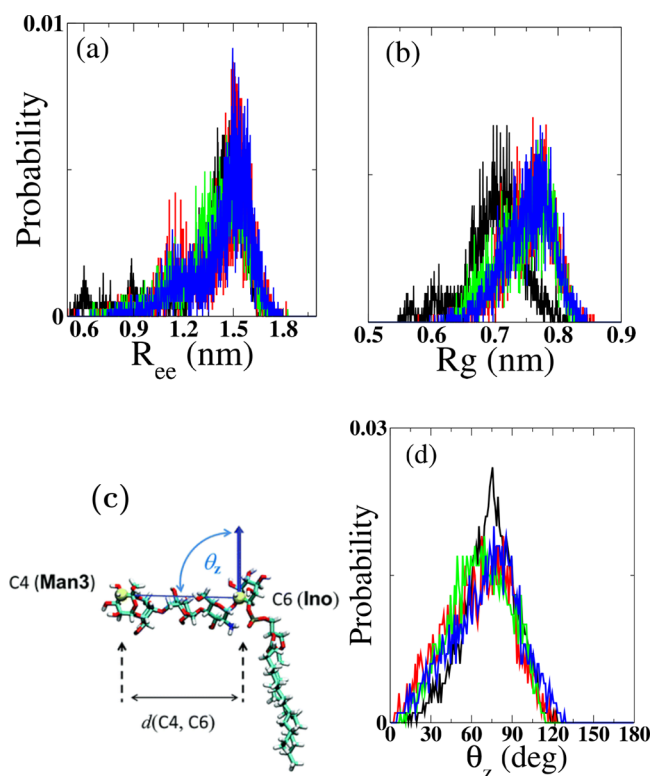 (a)
0.01
Probability
0
0.6 0.9 1.2 1.5 1.8
R_ee (nm)
(b)
0.5 0.6 0.7 0.8 0.9
Rg (nm)
(c)
θ_z
C4 (Man3)
C6 (Ino)
d(C4, C6)
(d)
0.03
Probability
0
0 30 60 90 120 150 180
θ_z (deg)